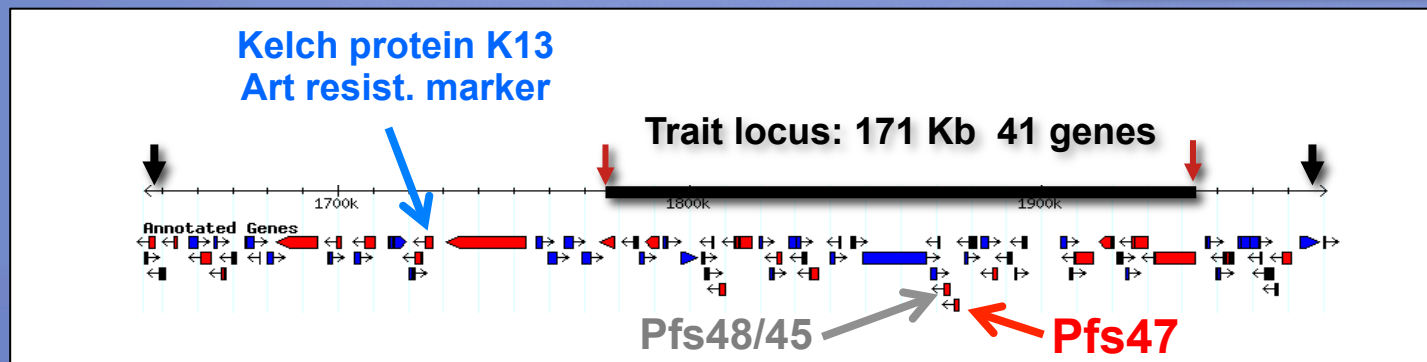 Kelch protein K13
Art resist. marker
Trait locus: 171 Kb 41 genes
1700k
1800k
1900k
Annotated Genes
Pfs48/45
Pfs47